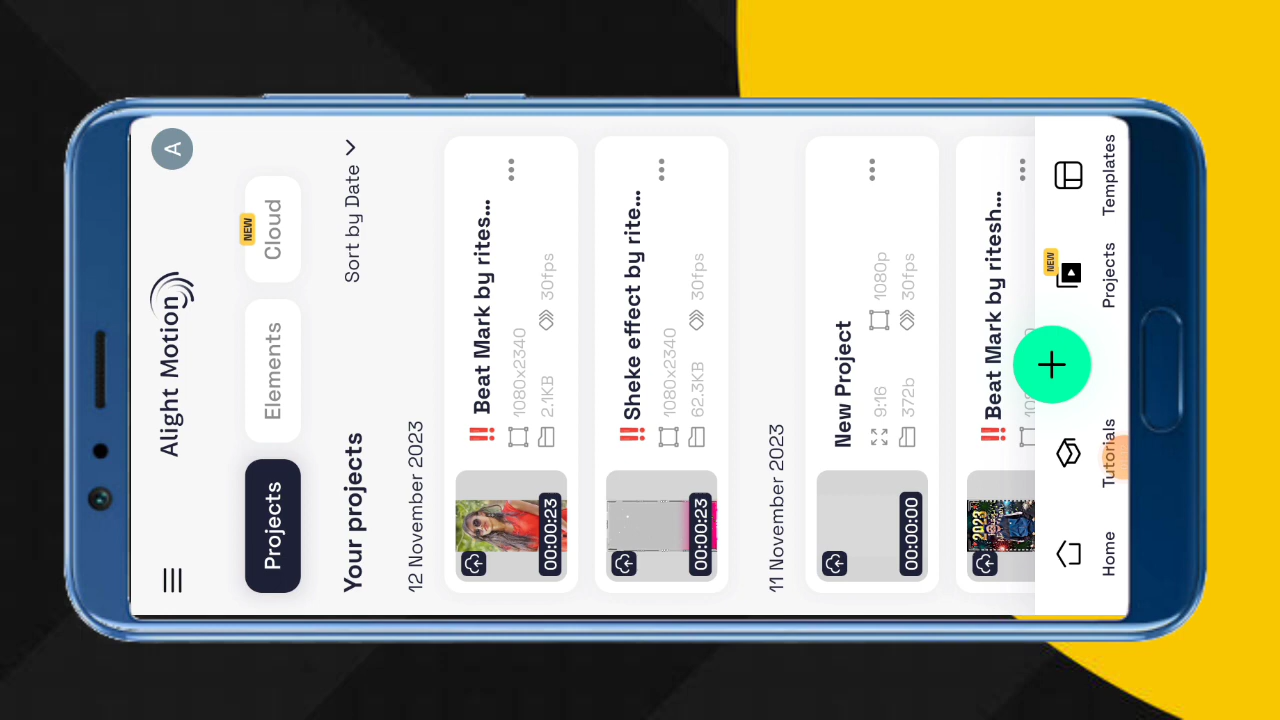 Alight Motion
A
Projects
Elements
Cloud
NEW
Your projects
Sort by Date
12 November 2023
‼️ Beat Mark by rites...
1080x2340
2.1KB
30fps
00:00:23
‼️ Sheke effect by rite...
1080x2340
62.3KB
30fps
00:00:23
11 November 2023
New Project
9:16
1080p
372b
30fps
00:00:00
‼️ Beat Mark by ritesh...
2023
Home
Tutorials
NEW
Projects
Templates